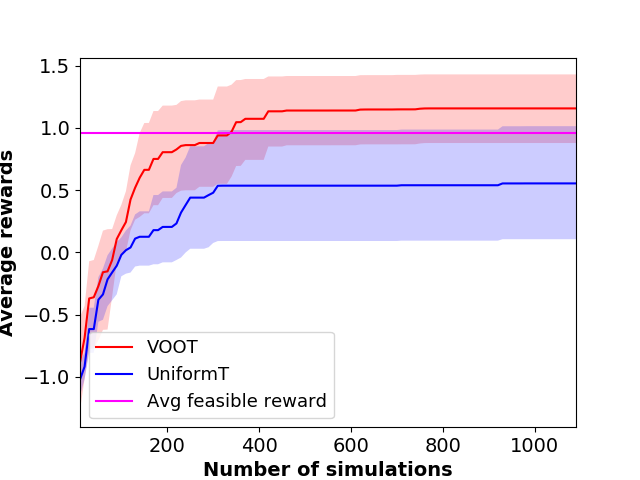 1.5
1.0
0.5
0.0
−0.5
−1.0
Average rewards
VOOT
UniformT
Avg feasible reward
200 400 600 800 1000
Number of simulations